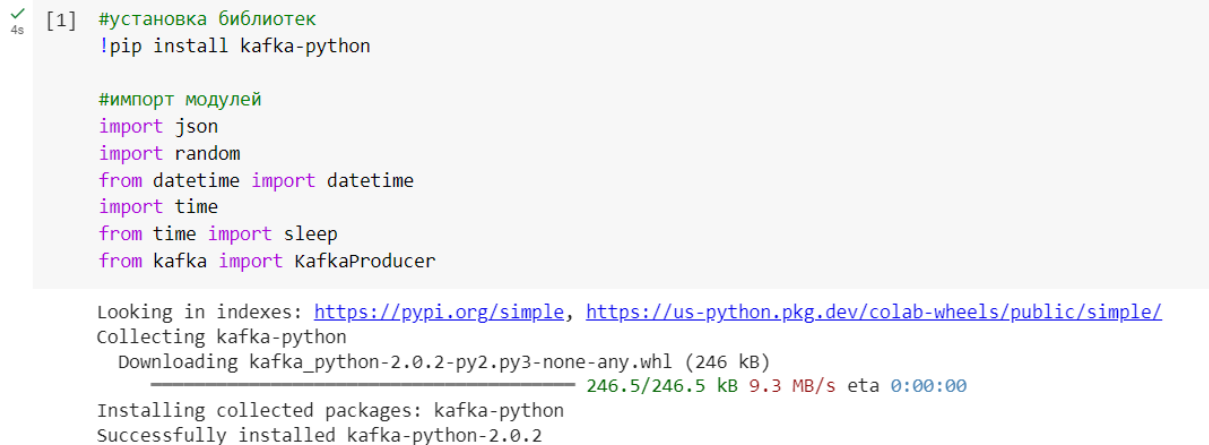 [1] #установка библиотек
!pip install kafka-python
#импорт модулей
import json
import random
from datetime import datetime
import time
from time import sleep
from kafka import KafkaProducer
4s
Looking in indexes: https://pypi.org/simple, https://us-python.pkg.dev/colab-wheels/public/simple/
Collecting kafka-python
Downloading kafka_python-2.0.2-py2.py3-none-any.whl (246 kB)
246.5/246.5 kB 9.3 MB/s eta 0:00:00
Installing collected packages: kafka-python
Successfully installed kafka-python-2.0.2